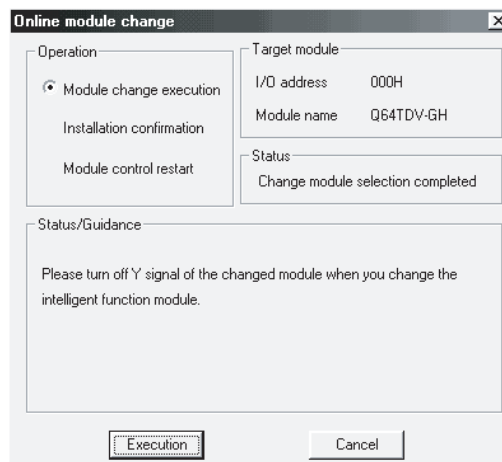 Online module change
Operation
Module change execution
Installation confirmation
Module control restart
Target module
I/O address 000H
Module name Q64TDV-GH
Status
Change module selection completed
Status/Guidance
Please turn off Y signal of the changed module when you change the
intelligent function module.
Execution Cancel